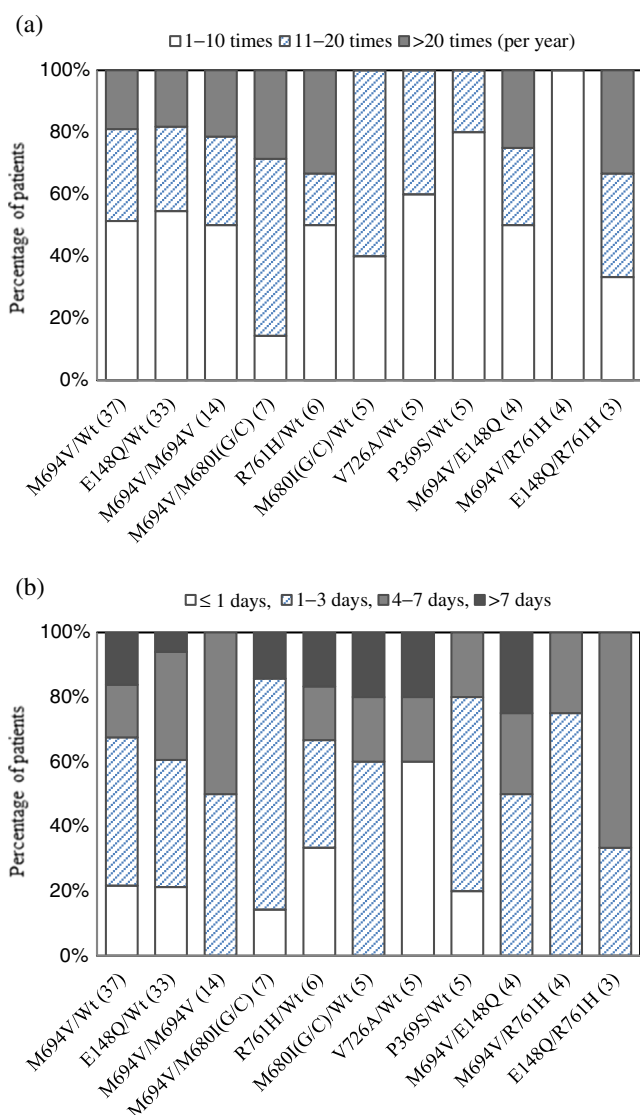 (a)
1–10 times 11–20 times >20 times (per year)
100%
80%
60%
40%
20%
0%
Percentage of patients
M694V/Wt (37)
E148Q/Wt (33)
M694V/M694V (14)
M694V/M680I(G/C) (7)
R761H/Wt (6)
M680I(G/C)/Wt (5)
V726A/Wt (5)
P369S/Wt (5)
M694V/E148Q (4)
M694V/R761H (4)
E148Q/R761H (3)
(b)
≤ 1 days, 1–3 days, 4–7 days, >7 days
100%
80%
60%
40%
20%
0%
Percentage of patients
M694V/Wt (37)
E148Q/Wt (33)
M694V/M694V (14)
M694V/M680I(G/C) (7)
R761H/Wt (6)
M680I(G/C)/Wt (5)
V726A/Wt (5)
P369S/Wt (5)
M694V/E148Q (4)
M694V/R761H (4)
E148Q/R761H (3)